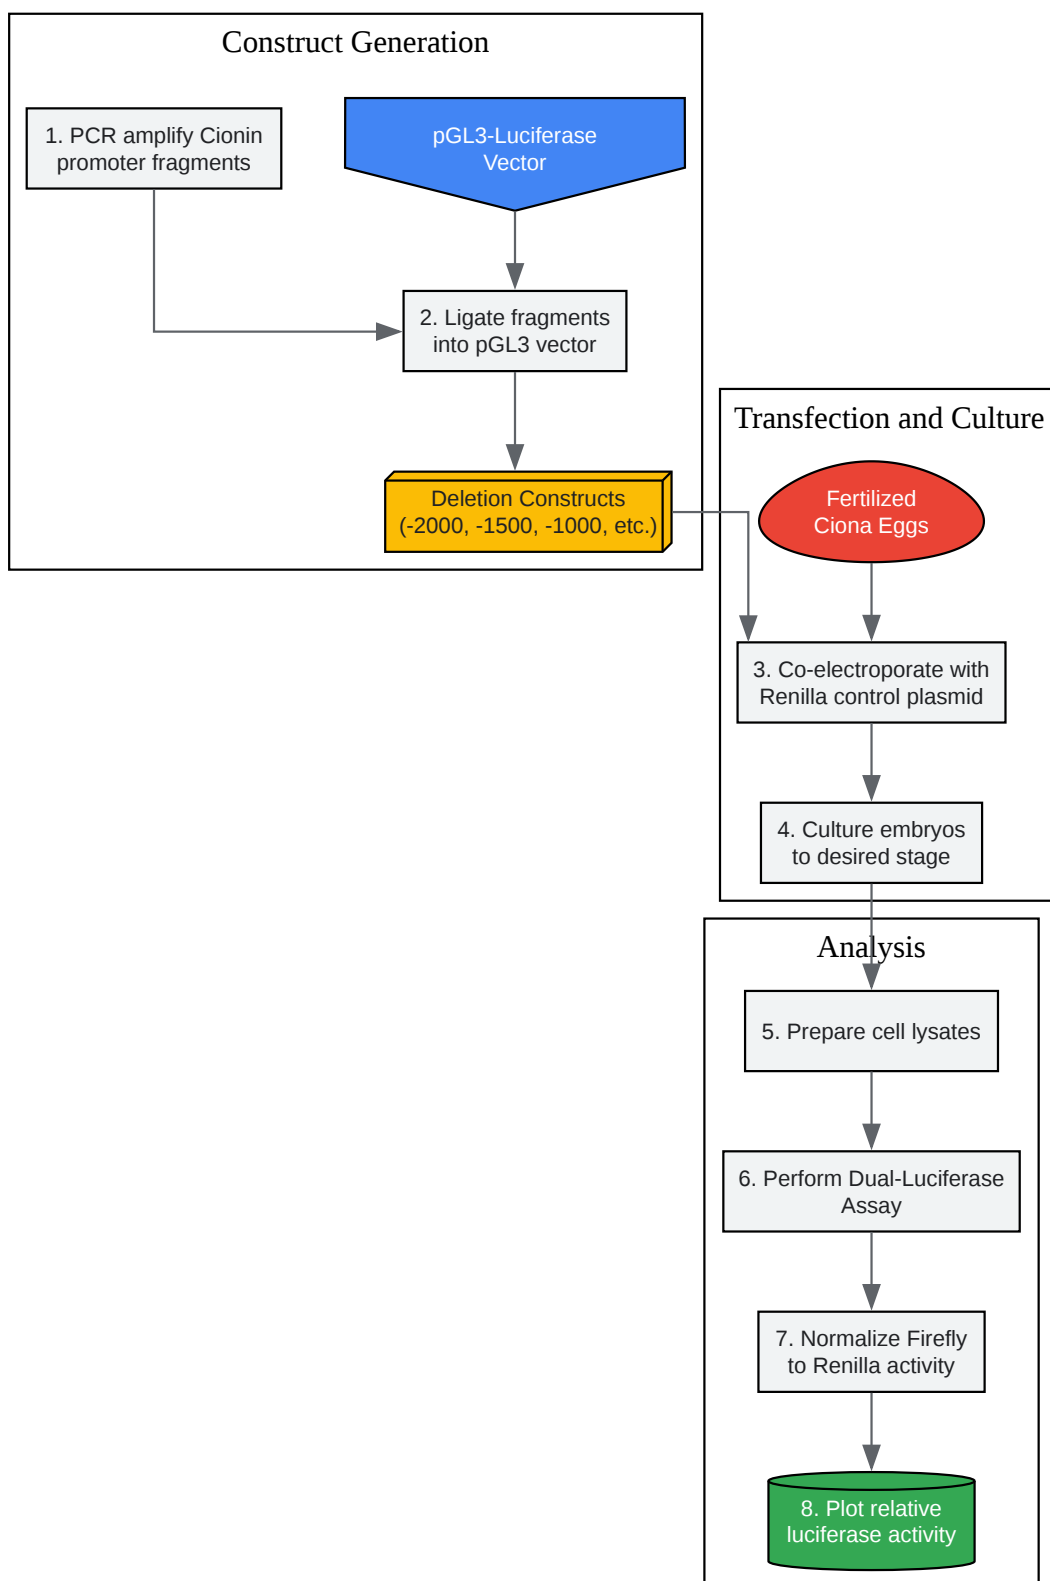 Construct Generation
1. PCR amplify Cionin
promoter fragments
pGL3-Luciferase
Vector
2. Ligate fragments
into pGL3 vector
Deletion Constructs
(-2000, -1500, -1000, etc.)
Transfection and Culture
Fertilized
Ciona Eggs
3. Co-electroporate with
Renilla control plasmid
4. Culture embryos
to desired stage
Analysis
5. Prepare cell lysates
6. Perform Dual-Luciferase
Assay
7. Normalize Firefly
to Renilla activity
8. Plot relative
luciferase activity